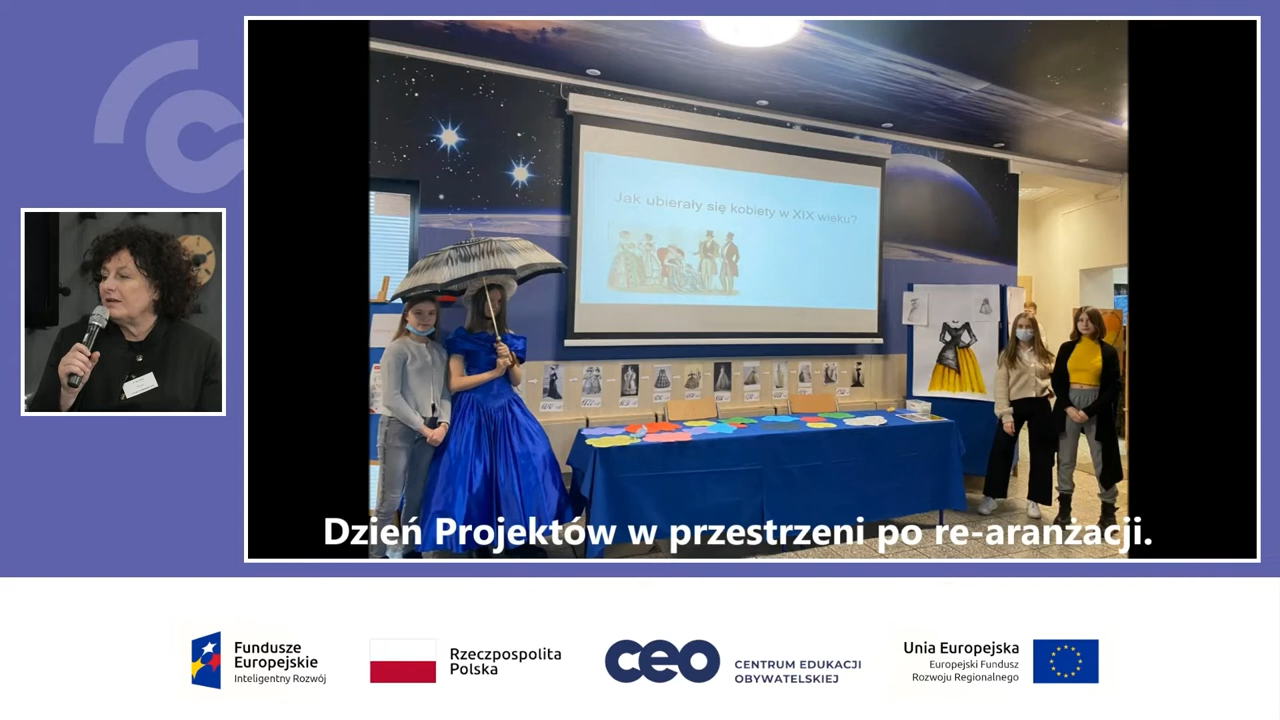 Jak ubierały się kobiety w XIX wieku?
Dzień Projektów w przestrzeni po re-aranżacji.
Fundusze
Europejskie
Inteligentny Rozwój
Rzeczpospolita
Polska
ceo
CENTRUM EDUKACJI
OBYWATELSKIEJ
Unia Europejska
Europejski Fundusz
Rozwoju Regionalnego